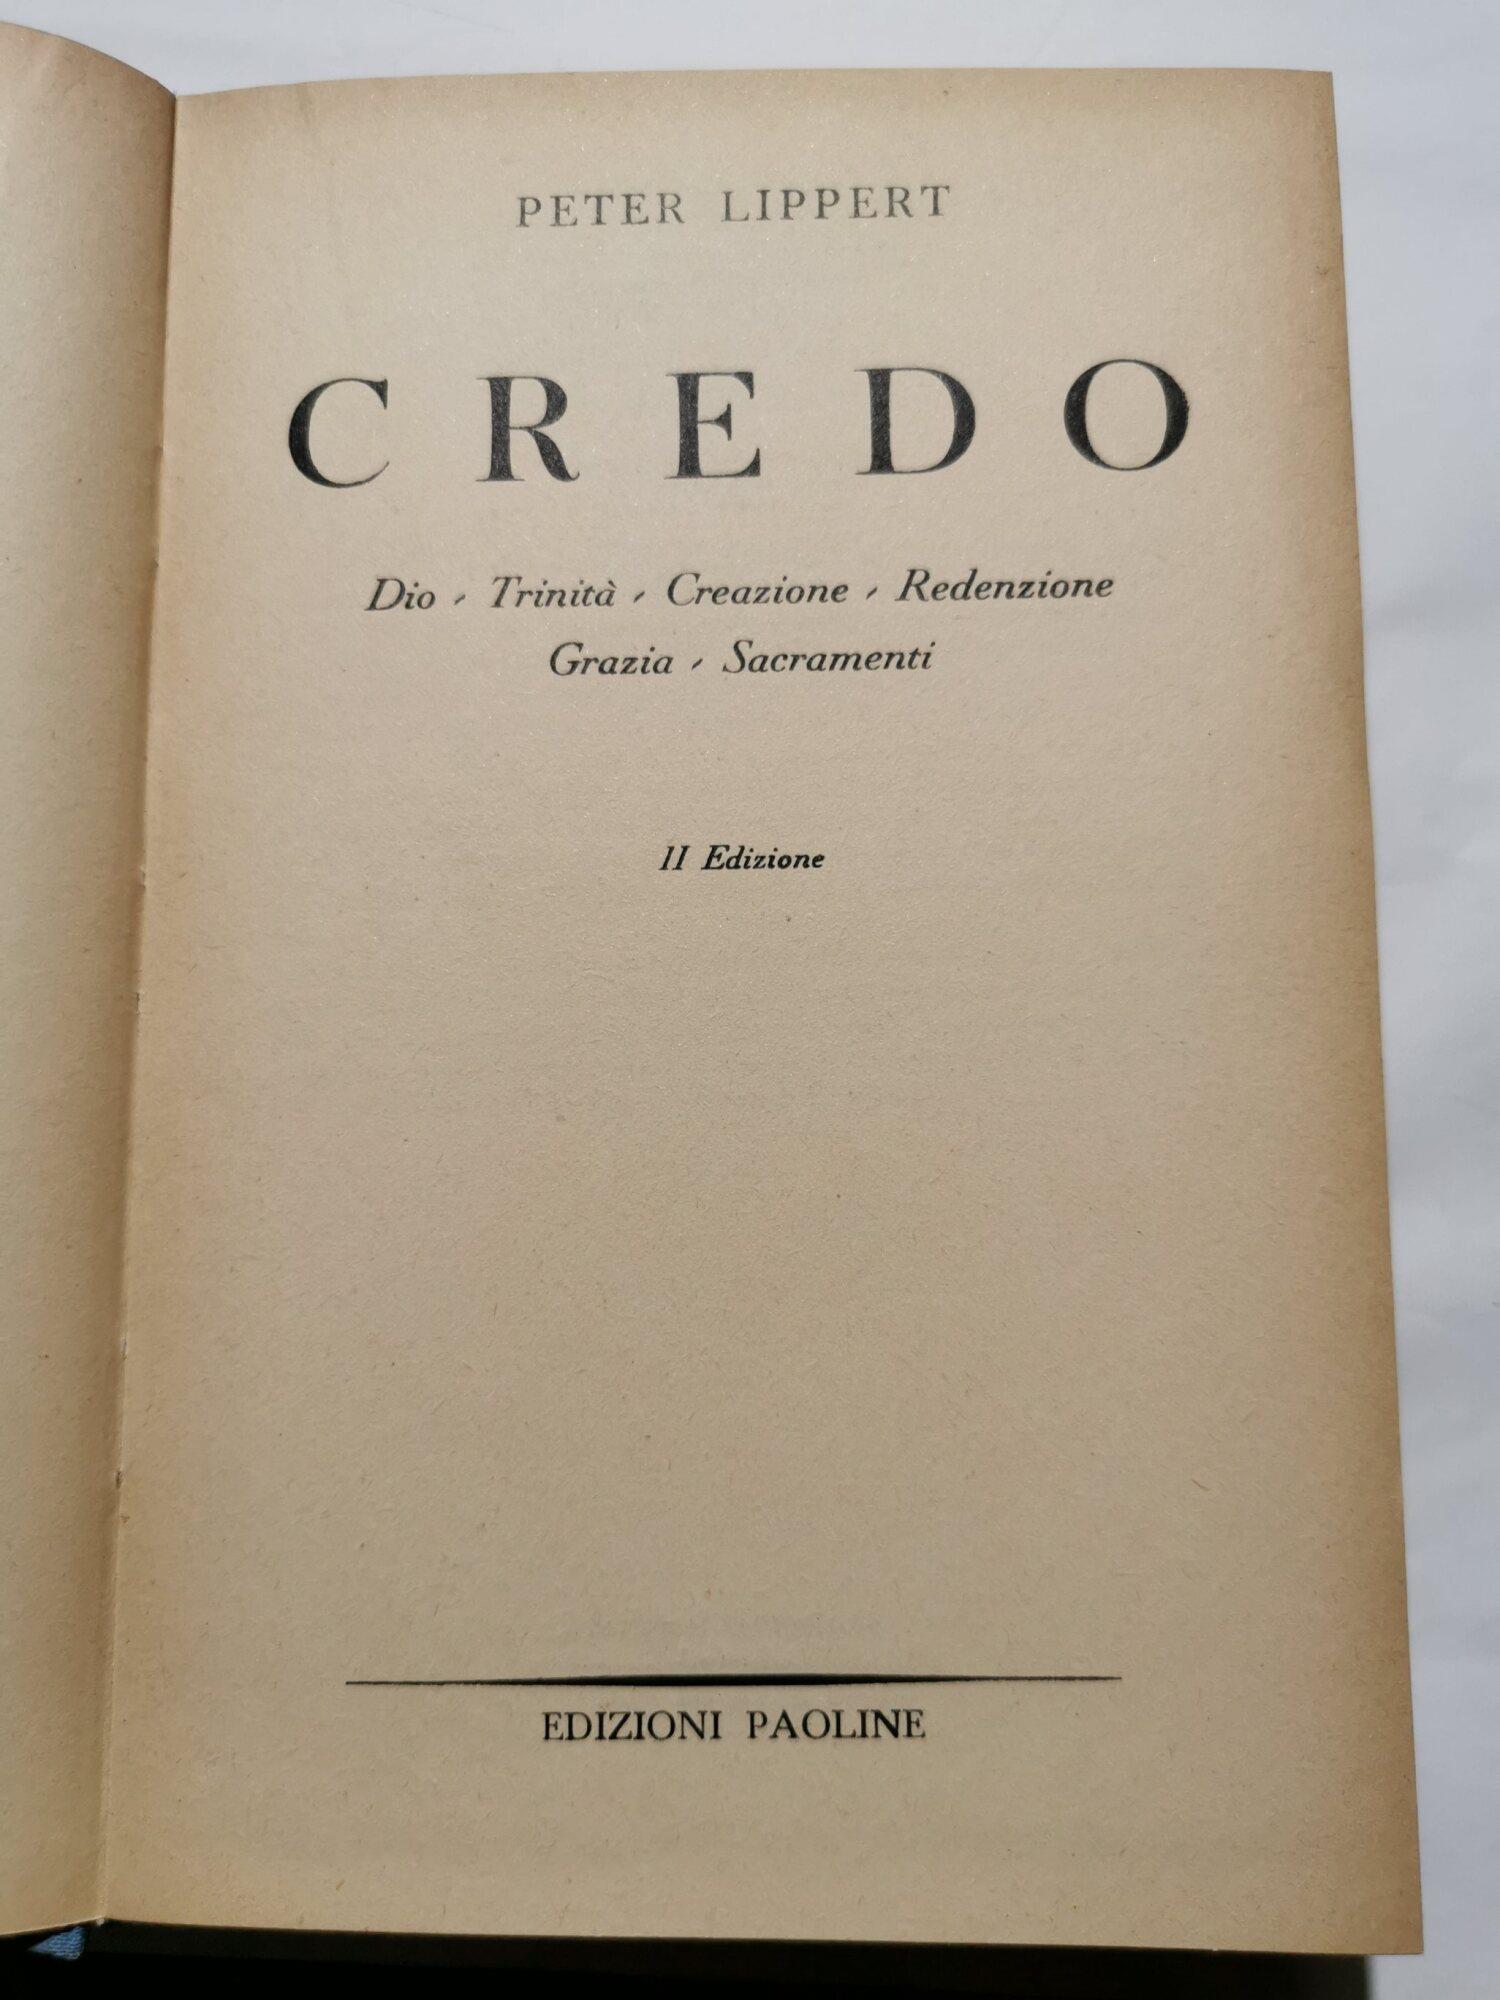 PETER LIPPERT
CREDO
Dio - Trinità - Creazione - Redenzione
Grazia - Sacramenti
II Edizione
EDIZIONI PAOLINE